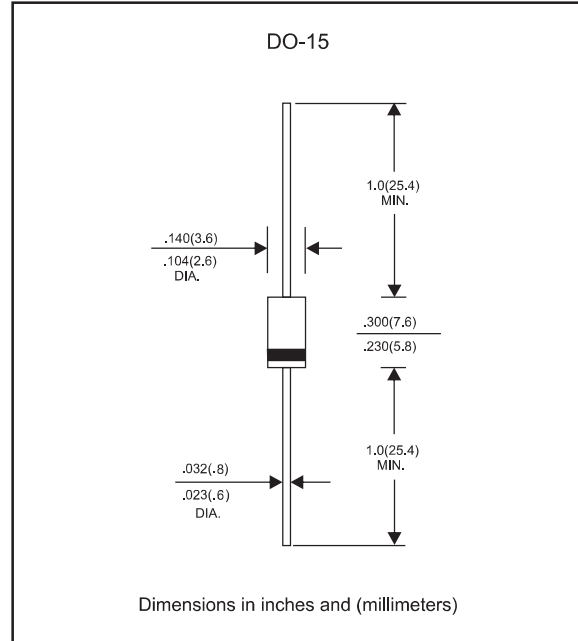 DO-15
1.0(25.4)
MIN.
.140(3.6)
.104(2.6)
DIA.
.300(7.6)
.230(5.8)
1.0(25.4)
MIN.
.032(.8)
.023(.6)
DIA.
Dimensions in inches and (millimeters)